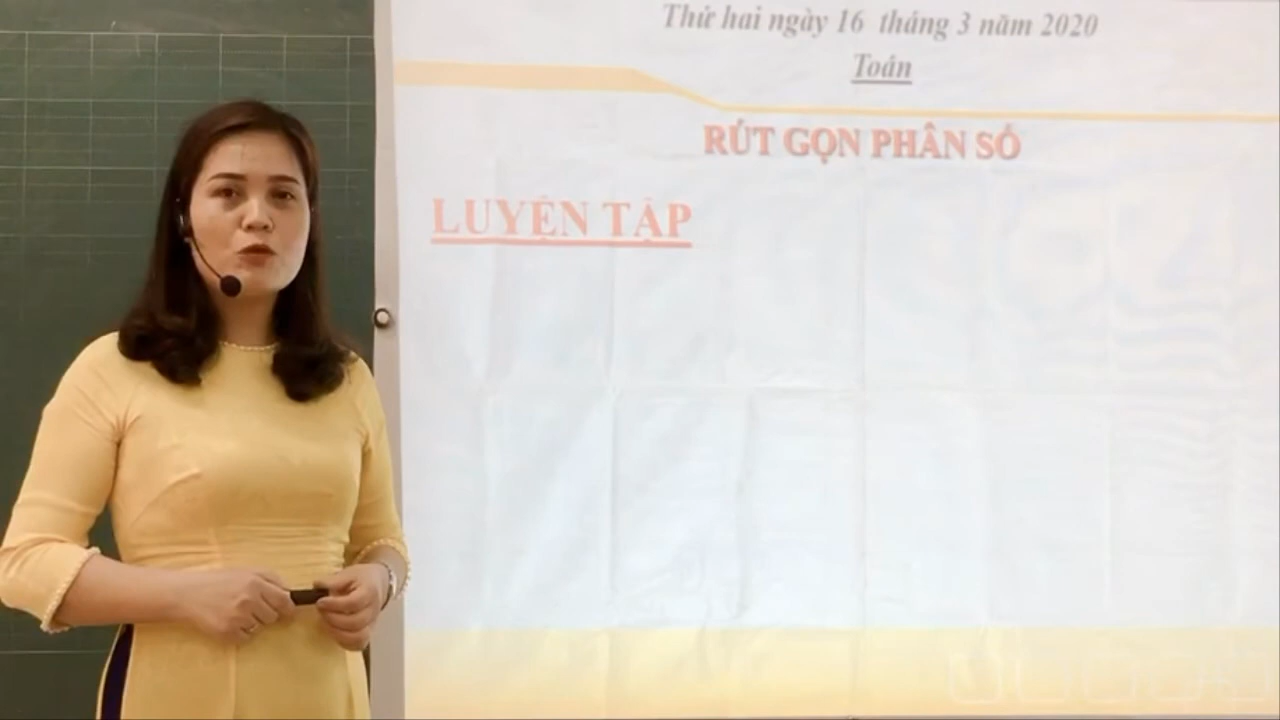 Thứ hai ngày 16 tháng 3 năm 2020
Toán
RÚT GỌN PHÂN SỐ
LUYỆN TẬP